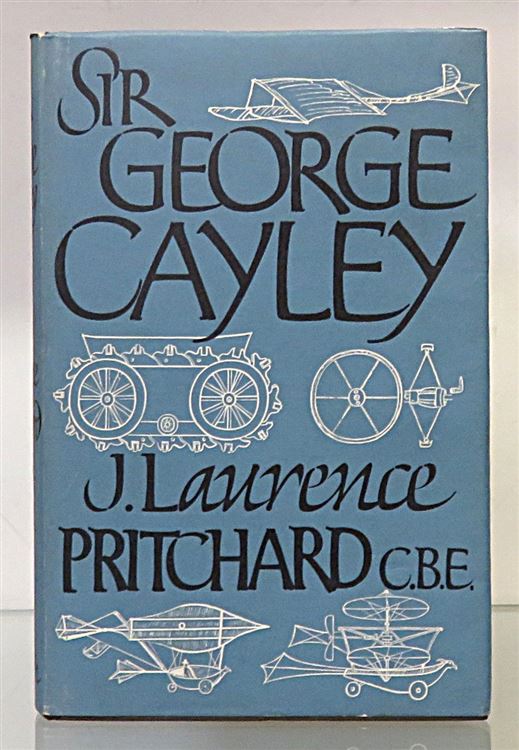 SIR
GEORGE
CAYLEY
J. Laurence
PRITCHARD C.B.E.